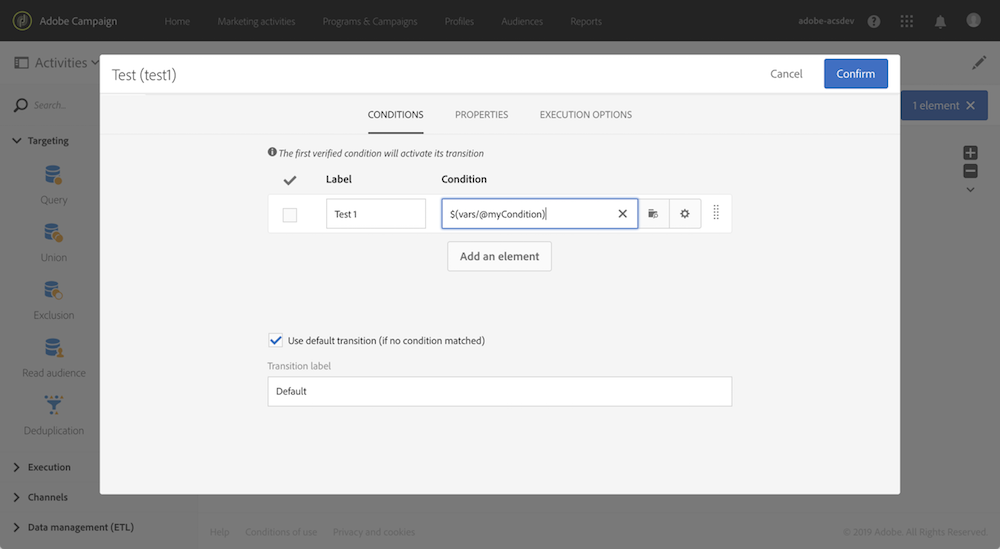 Adobe Campaign Home Marketing activities Programs & Campaigns Profiles Audiences Reports adobe-acsdev ?
Activities
Test (test1) Cancel Confirm
Search...
1 element
CONDITIONS PROPERTIES EXECUTION OPTIONS
Targeting
The first verified condition will activate its transition
Label Condition
Query
Test 1 $(vars/@myCondition)
Union
Add an element
Exclusion
Use default transition (if no condition matched)
Read audience
Transition label
Default
Deduplication
Execution
Channels
Data management (ETL)
Help Conditions of use Privacy and cookies © 2019 Adobe. All Rights Reserved.